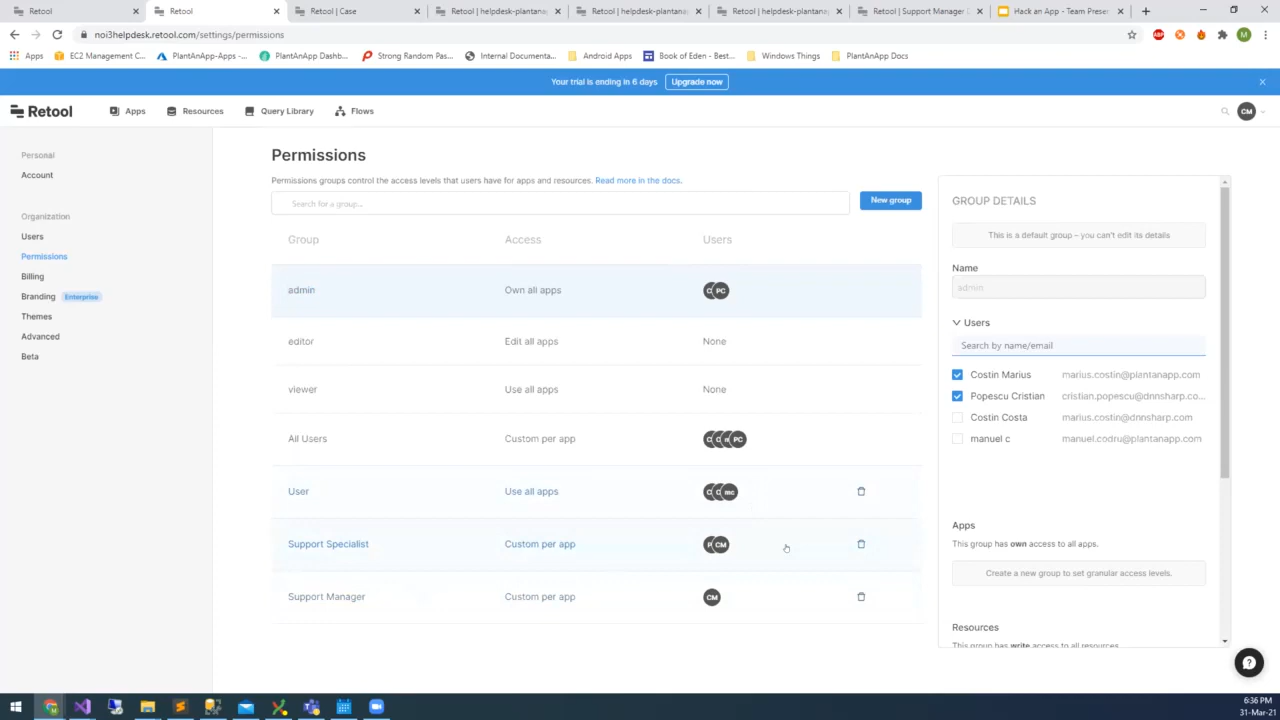 Retool
Retool
Retool | Case
Retool | helpdesk-plantanap
Retool | helpdesk-plantanap
Retool | helpdesk-plantanap
Retool | Support Manager D
Hack an App - Team Preser
noi3helpdesk.retool.com/settings/permissions
ABP
M
Apps
EC2 Management C...
PlantAnApp-Apps-...
PlantAnApp Dashb...
Strong Random Pas...
Internal Documenta...
Android Apps
Book of Eden - Best...
Windows Things
PlantAnApp Docs
Your trial is ending in 6 days
Upgrade now
Retool
Apps
Resources
Query Library
Flows
CM
Personal
Account
Organization
Users
Permissions
Billing
Branding Enterprise
Themes
Advanced
Beta
Permissions
Permissions groups control the access levels that users have for apps and resources. Read more in the docs.
Search for a group...
New group
Group Access Users
admin Own all apps C PC
editor Edit all apps None
viewer Use all apps None
All Users Custom per app PC
User Use all apps mc
Support Specialist Custom per app P CM
Support Manager Custom per app CM
GROUP DETAILS
This is a default group – you can't edit its details
Name
admin
Users
Search by name/email
Costin Marius marius.costin@plantanapp.com
Popescu Cristian cristian.popescu@dnnsharp.co...
Costin Costa marius.costin@dnnsharp.com
manuel c manuel.codru@plantanapp.com
Apps
This group has own access to all apps.
Create a new group to set granular access levels.
Resources
This group has write access to all resources.
?
6:36 PM
31-Mar-21